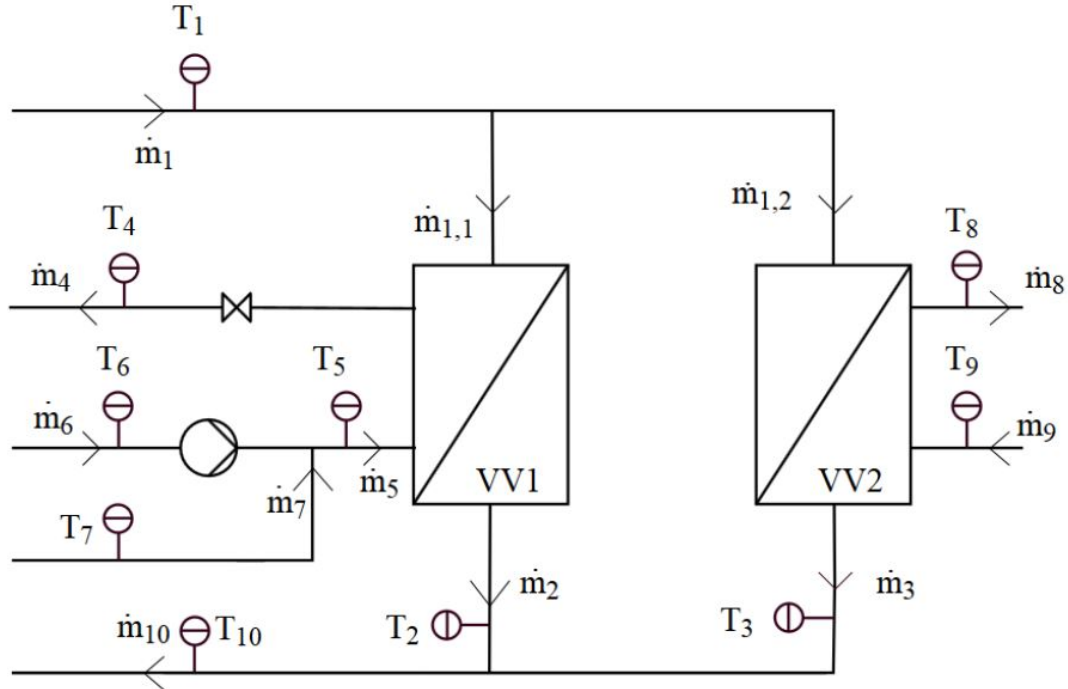 T₁
ṁ₁
T₄
ṁ₄
ṁ₁,₁
ṁ₁,₂
T₈
ṁ₈
T₆
ṁ₆
T₅
T₉
ṁ₉
ṁ₅
VV1
VV2
ṁ₇
T₇
ṁ₂
ṁ₃
ṁ₁₀
T₁₀
T₂
T₃